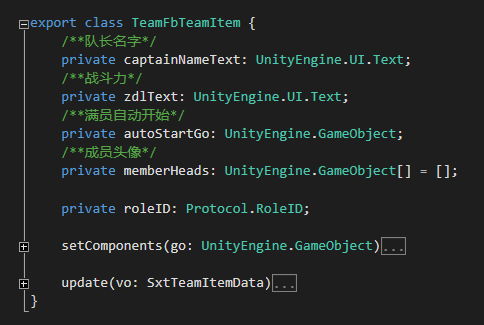 export class TeamFbTeamItem {
/**队长名字*/
private captainNameText: UnityEngine.UI.Text;
/**战斗力*/
private zdlText: UnityEngine.UI.Text;
/**满员自动开始*/
private autoStartGo: UnityEngine.GameObject;
/**成员头像*/
private memberHeads: UnityEngine.GameObject[] = [];
private roleID: Protocol.RoleID;
setComponents(go: UnityEngine.GameObject)...
update(vo: SxtTeamItemData)...
}